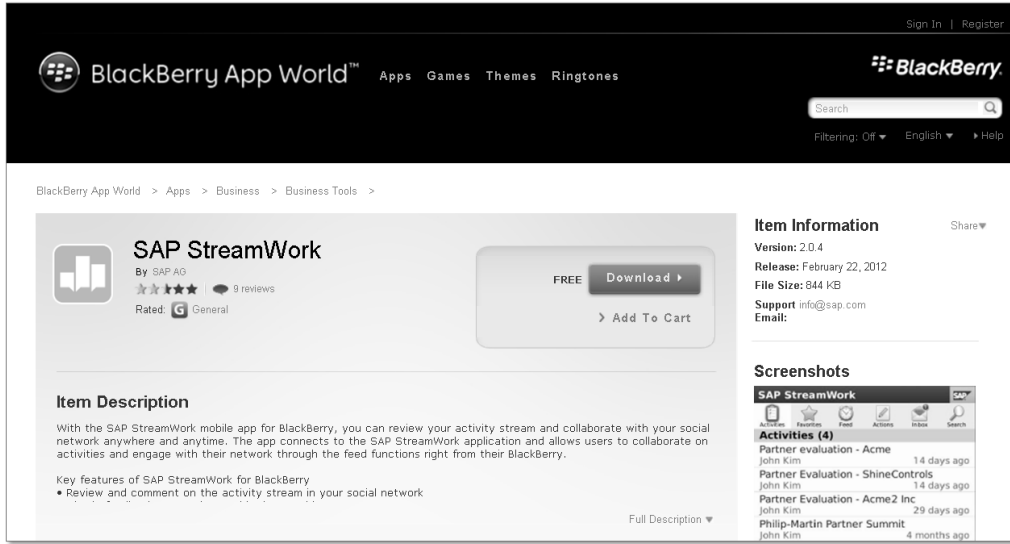 Sign In | Register
BlackBerry App World™
Apps Games Themes Ringtones
BlackBerry.
Search
Filtering: Off English Help
BlackBerry App World > Apps > Business > Business Tools >
SAP StreamWork
By SAP AG
9 reviews
Rated: G General
FREE Download
Add To Cart
Item Description
With the SAP StreamWork mobile app for BlackBerry, you can review your activity stream and collaborate with your social
network anywhere and anytime. The app connects to the SAP StreamWork application and allows users to collaborate on
activities and engage with their network through the feed functions right from their BlackBerry.
Key features of SAP StreamWork for BlackBerry
• Review and comment on the activity stream in your social network
Full Description
Item Information
Share
Version: 2.0.4
Release: February 22, 2012
File Size: 844 KB
Support info@sap.com
Email:
Screenshots
SAP StreamWork SAP
Activities Favorites Feed Actions Inbox Search
Activities (4)
Partner evaluation - Acme
John Kim 14 days ago
Partner Evaluation - ShineControls
John Kim 14 days ago
Partner Evaluation - Acme2 Inc
John Kim 29 days ago
Philip-Martin Partner Summit
John Kim 4 months ago